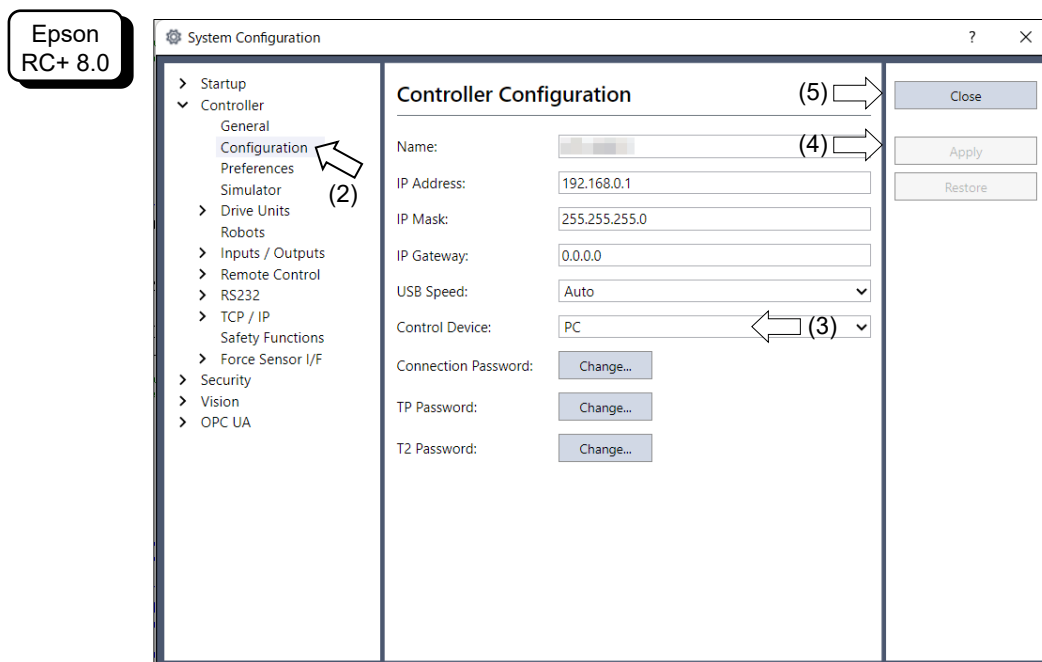 Epson
RC+ 8.0
System Configuration
?
Startup
Controller
General
Configuration
(2)
Preferences
Simulator
Drive Units
Robots
Inputs / Outputs
Remote Control
RS232
TCP / IP
Safety Functions
Force Sensor I/F
Security
Vision
OPC UA
Controller Configuration
Name:
IP Address: 192.168.0.1
IP Mask: 255.255.255.0
IP Gateway: 0.0.0.0
USB Speed: Auto
Control Device: PC (3)
Connection Password: Change...
TP Password: Change...
T2 Password: Change...
(5) Close
(4) Apply
Restore